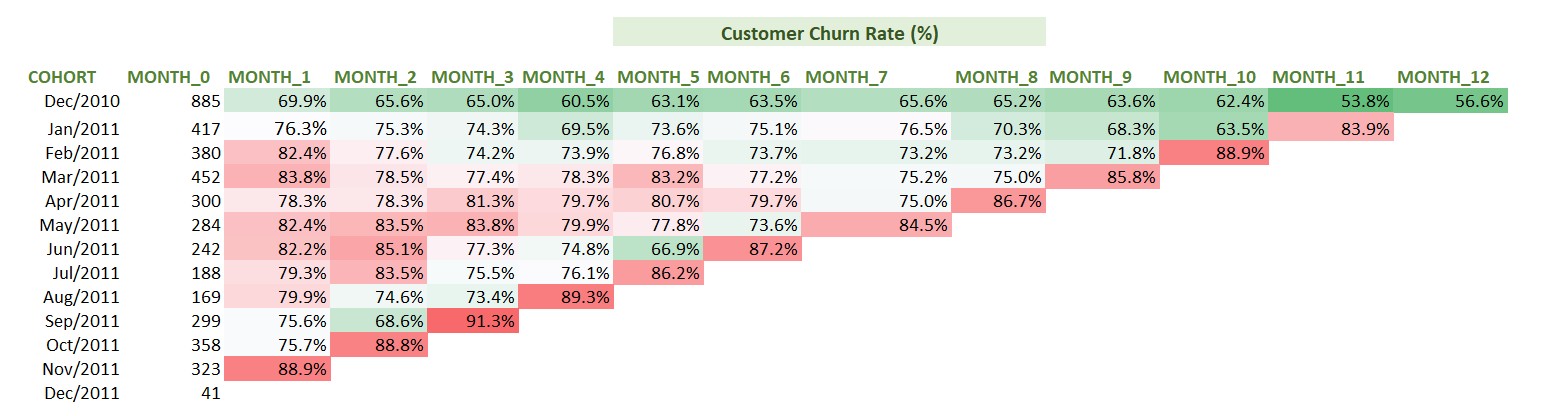 Customer Churn Rate (%)
COHORT MONTH_0 MONTH_1 MONTH_2 MONTH_3 MONTH_4 MONTH_5 MONTH_6 MONTH_7 MONTH_8 MONTH_9 MONTH_10 MONTH_11 MONTH_12
Dec/2010 885 69.9% 65.6% 65.0% 60.5% 63.1% 63.5% 65.6% 65.2% 63.6% 62.4% 53.8% 56.6%
Jan/2011 417 76.3% 75.3% 74.3% 69.5% 73.6% 75.1% 76.5% 70.3% 68.3% 63.5% 83.9%
Feb/2011 380 82.4% 77.6% 74.2% 73.9% 76.8% 73.7% 73.2% 73.2% 71.8% 88.9%
Mar/2011 452 83.8% 78.5% 77.4% 78.3% 83.2% 77.2% 75.2% 75.0% 85.8%
Apr/2011 300 78.3% 78.3% 81.3% 79.7% 80.7% 79.7% 75.0% 86.7%
May/2011 284 82.4% 83.5% 83.8% 79.9% 77.8% 73.6% 84.5%
Jun/2011 242 82.2% 85.1% 77.3% 74.8% 66.9% 87.2%
Jul/2011 188 79.3% 83.5% 75.5% 76.1% 86.2%
Aug/2011 169 79.9% 74.6% 73.4% 89.3%
Sep/2011 299 75.6% 68.6% 91.3%
Oct/2011 358 75.7% 88.8%
Nov/2011 323 88.9%
Dec/2011 41